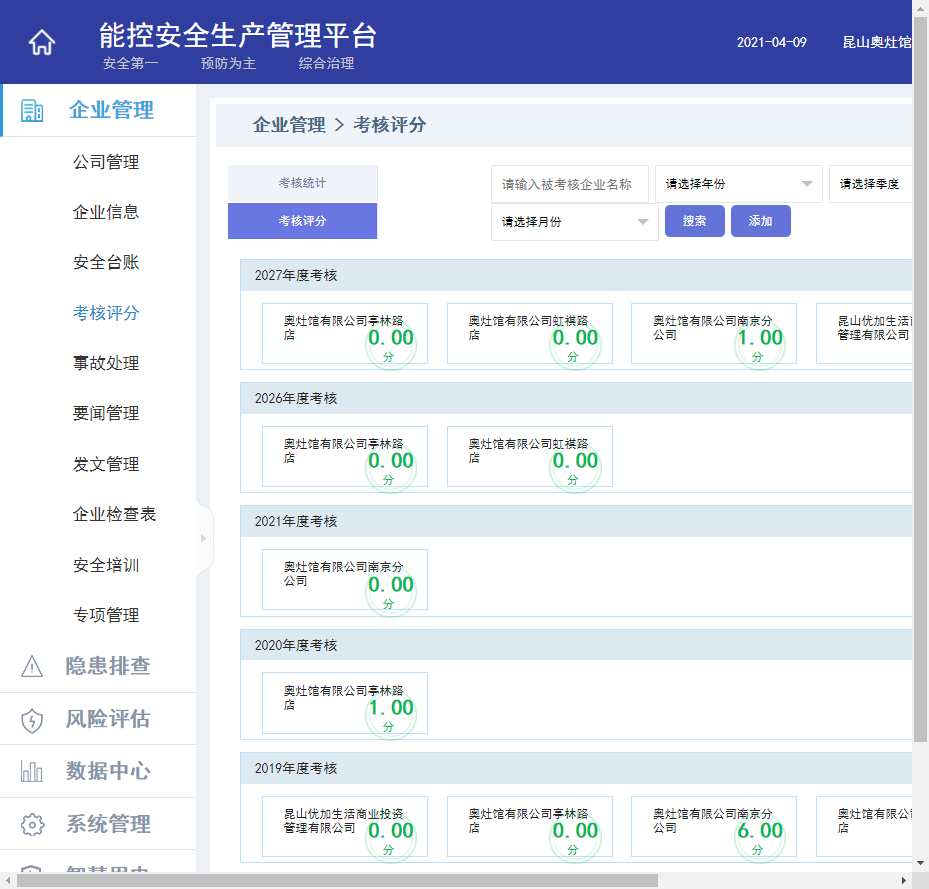 能控安全生产管理平台
安全第一 预防为主 综合治理
2021-04-09 昆山奥灶馆
企业管理
公司管理
企业信息
安全台账
考核评分
事故处理
要闻管理
发文管理
企业检查表
安全培训
专项管理
隐患排查
风险评估
数据中心
系统管理
企业管理 > 考核评分
考核统计
考核评分
请输入被考核企业名称 请选择年份 请选择季度
请选择月份 搜索 添加
2027年度考核
奥灶馆有限公司亭林路
店
0.00
分
奥灶馆有限公司虹祺路
店
0.00
分
奥灶馆有限公司南京分
公司
1.00
分
昆山优加生活商
管理有限公司
2026年度考核
奥灶馆有限公司亭林路
店
0.00
分
奥灶馆有限公司虹祺路
店
0.00
分
2021年度考核
奥灶馆有限公司南京分
公司
0.00
分
2020年度考核
奥灶馆有限公司亭林路
店
1.00
分
2019年度考核
昆山优加生活商业投资
管理有限公司
0.00
分
奥灶馆有限公司亭林路
店
0.00
分
奥灶馆有限公司南京分
公司
6.00
分
奥灶馆有限公
店